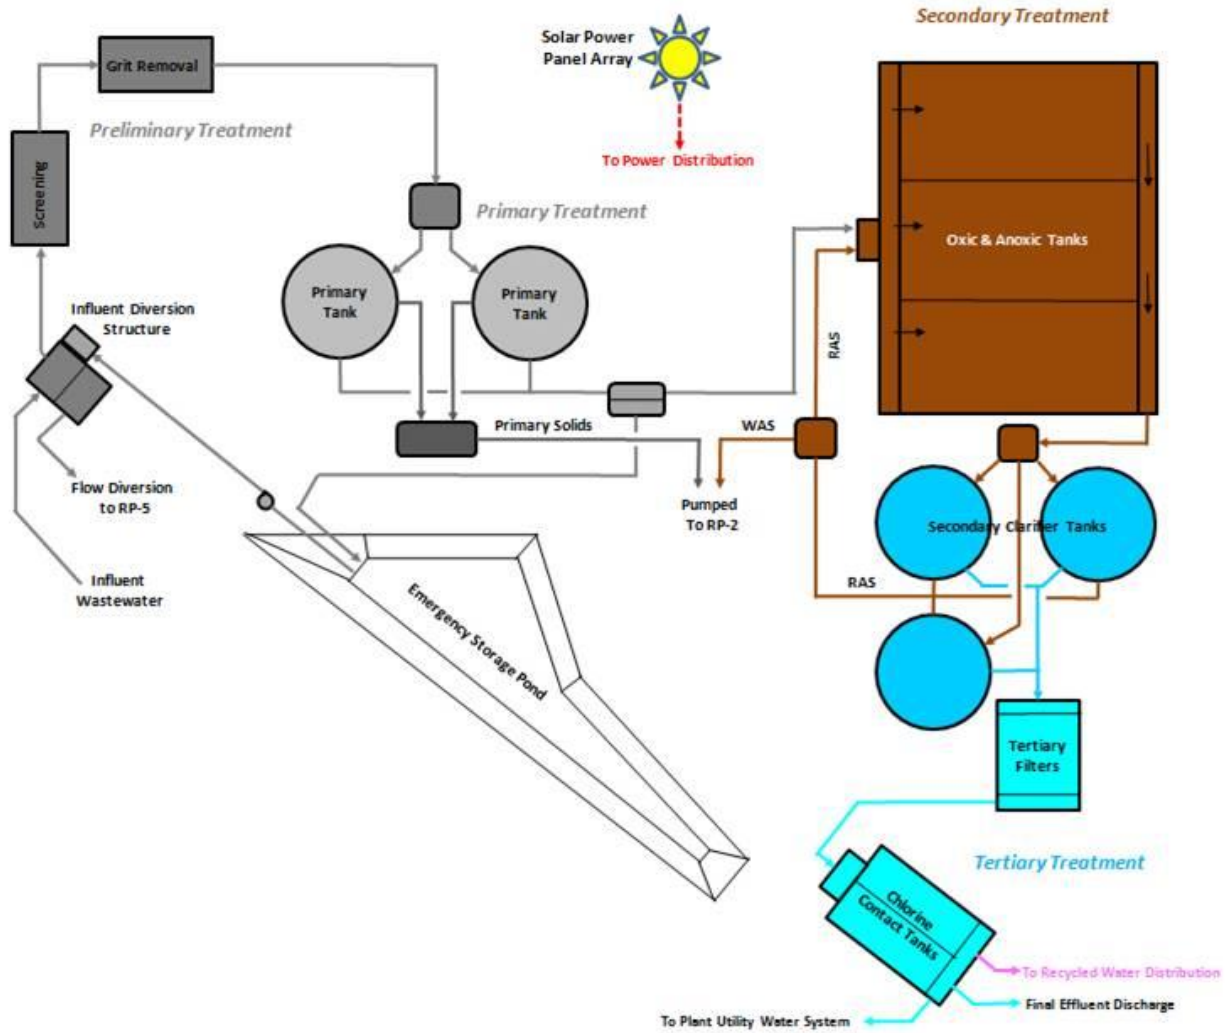 Secondary Treatment
Solar Power
Panel Array
Grit Removal
Preliminary Treatment
To Power Distribution
Screening
Primary Treatment
Oxic & Anoxic Tanks
Primary
Tank
Primary
Tank
Influent Diversion
Structure
RAS
Primary Solids
WAS
Flow Diversion
to RP-5
Pumped
To RP-2
Secondary Clarifier Tanks
Influent
Wastewater
RAS
Emergency Storage Pond
Tertiary
Filters
Tertiary Treatment
Chlorine
Contact Tanks
To Recycled Water Distribution
Final Effluent Discharge
To Plant Utility Water System